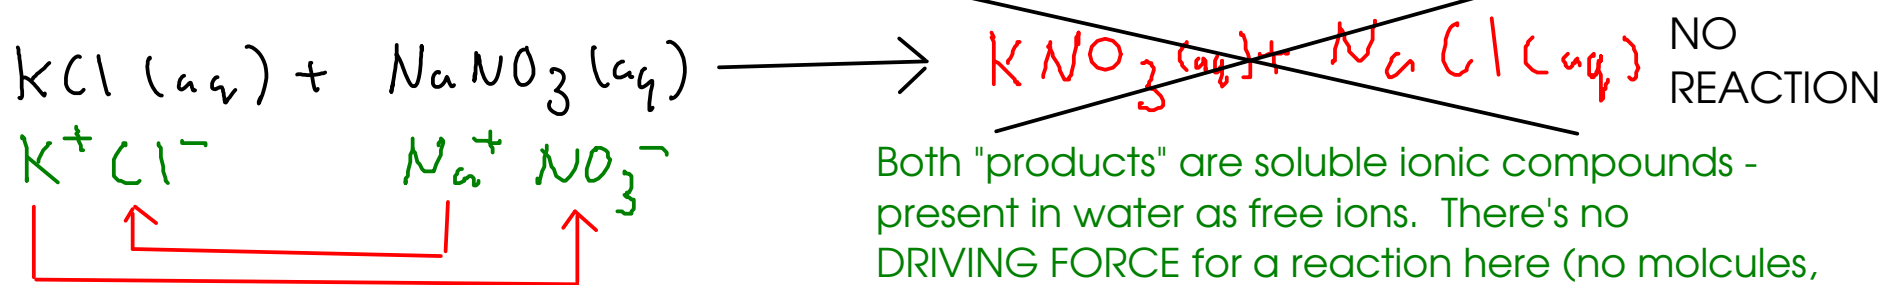 KCl (aq) + NaNO3 (aq) → KNO3 (aq) + NaCl (aq) NO REACTION
K+ Cl- Na+ NO3-
Both "products" are soluble ionic compounds -
present in water as free ions. There's no
DRIVING FORCE for a reaction here (no molcules,